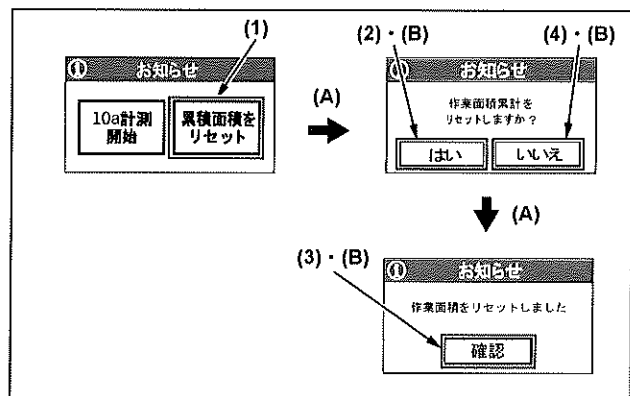 (1)
(2)・(B)
(4)・(B)
お知らせ
お知らせ
10a計測
開始
累積面積を
リセット
(A)
作業面積累計を
リセットしますか？
はい
いいえ
(A)
(3)・(B)
お知らせ
作業面積をリセットしました
確認